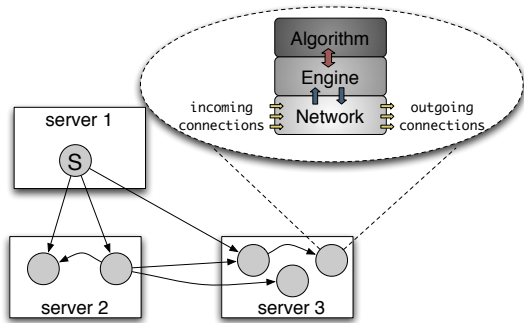 Algorithm
Engine
incoming
connections
Network
outgoing
connections
server 1
S
server 2
server 3